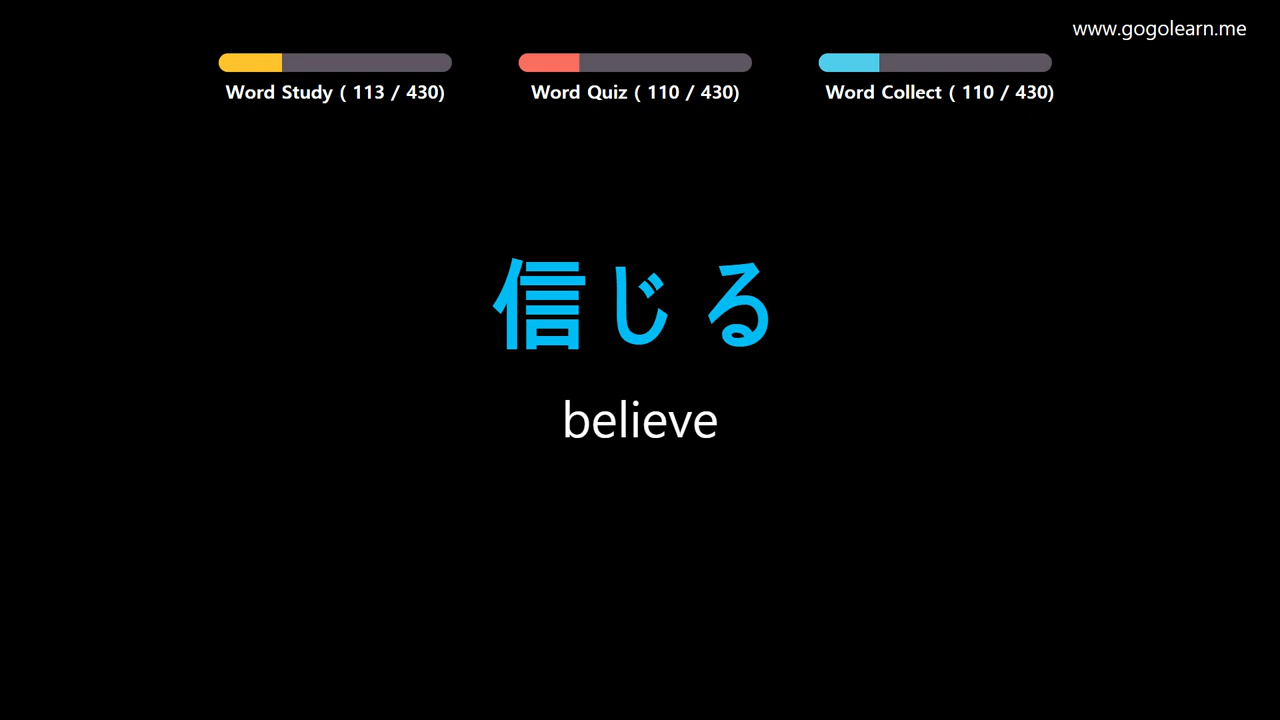 www.gogolearn.me
Word Study ( 113 / 430)
Word Quiz ( 110 / 430)
Word Collect ( 110 / 430)
信じる
believe